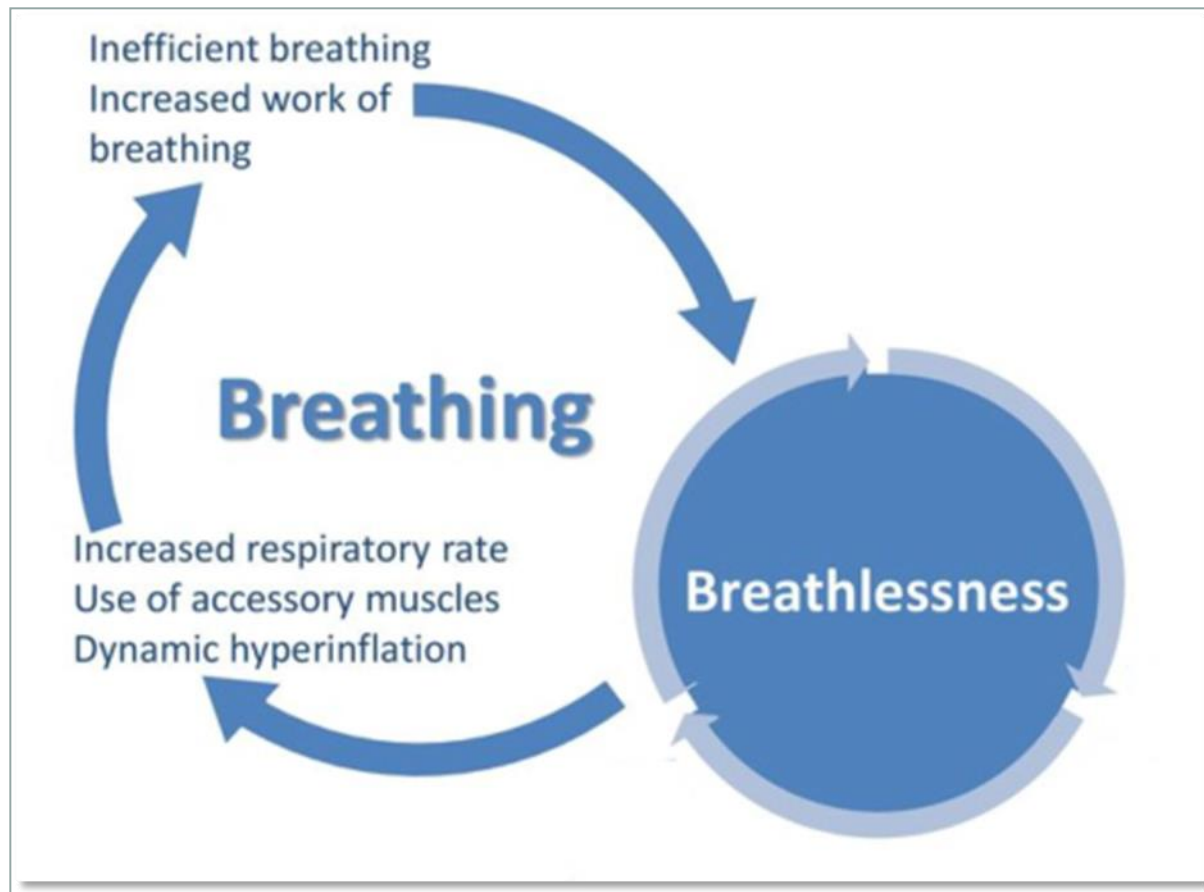 Inefficient breathing
Increased work of
breathing
Breathing
Increased respiratory rate
Use of accessory muscles
Dynamic hyperinflation
Breathlessness